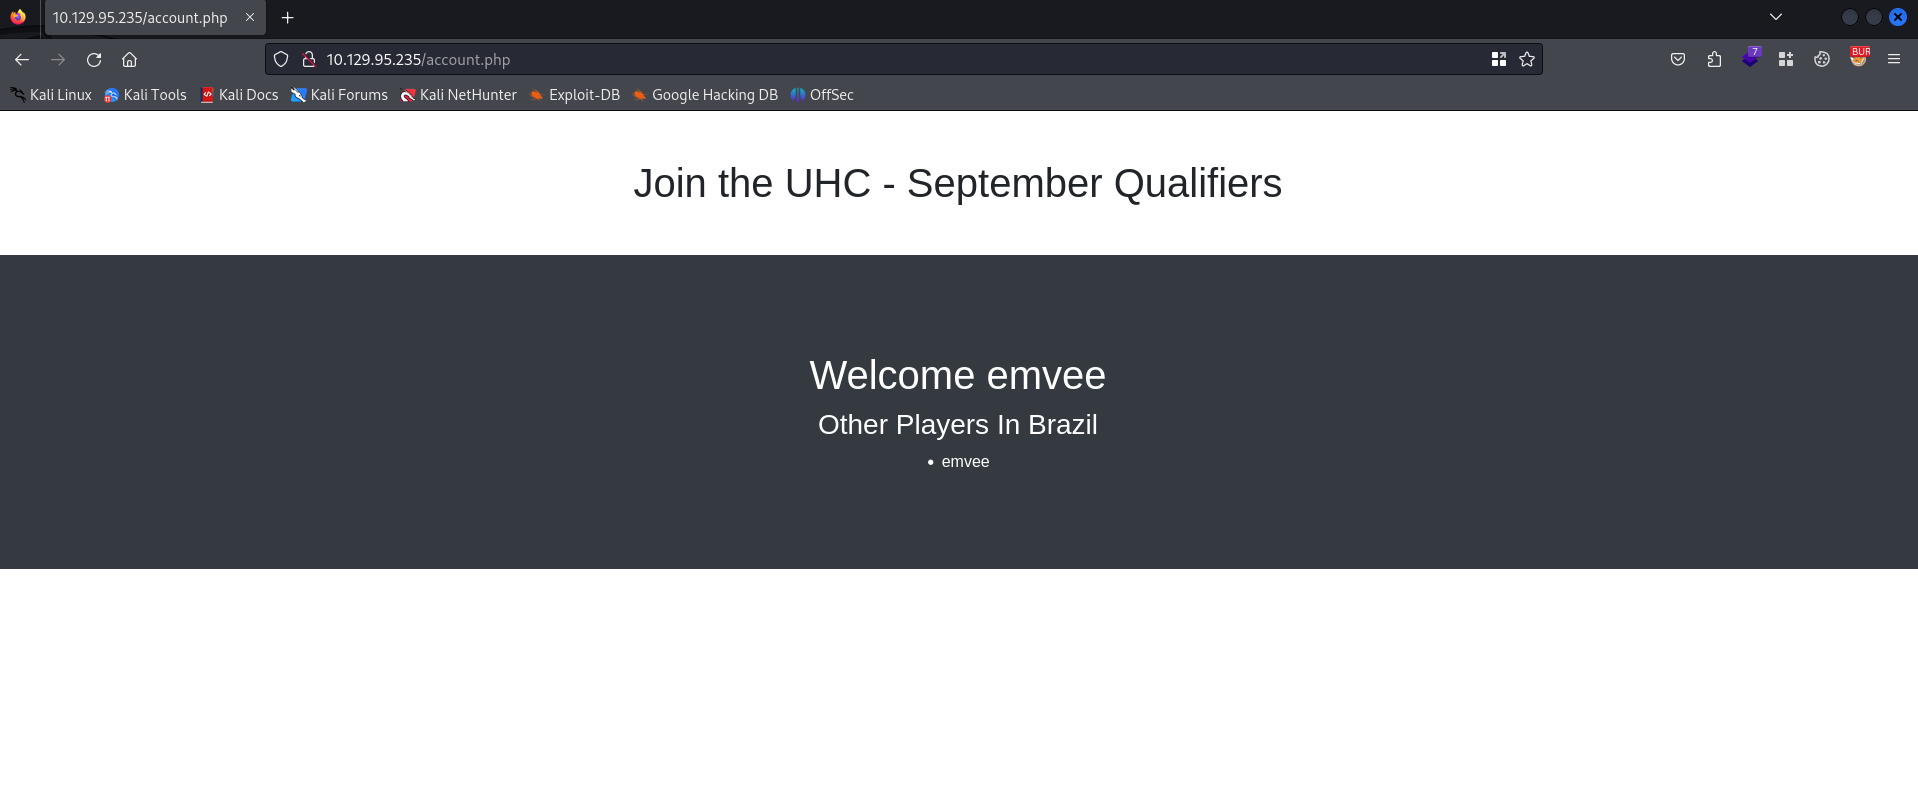 10.129.95.235/account.php
10.129.95.235/account.php
7
BUR
Kali Linux Kali Tools Kali Docs Kali Forums Kali NetHunter Exploit-DB Google Hacking DB OffSec
Join the UHC - September Qualifiers
Welcome emvee
Other Players In Brazil
• emvee